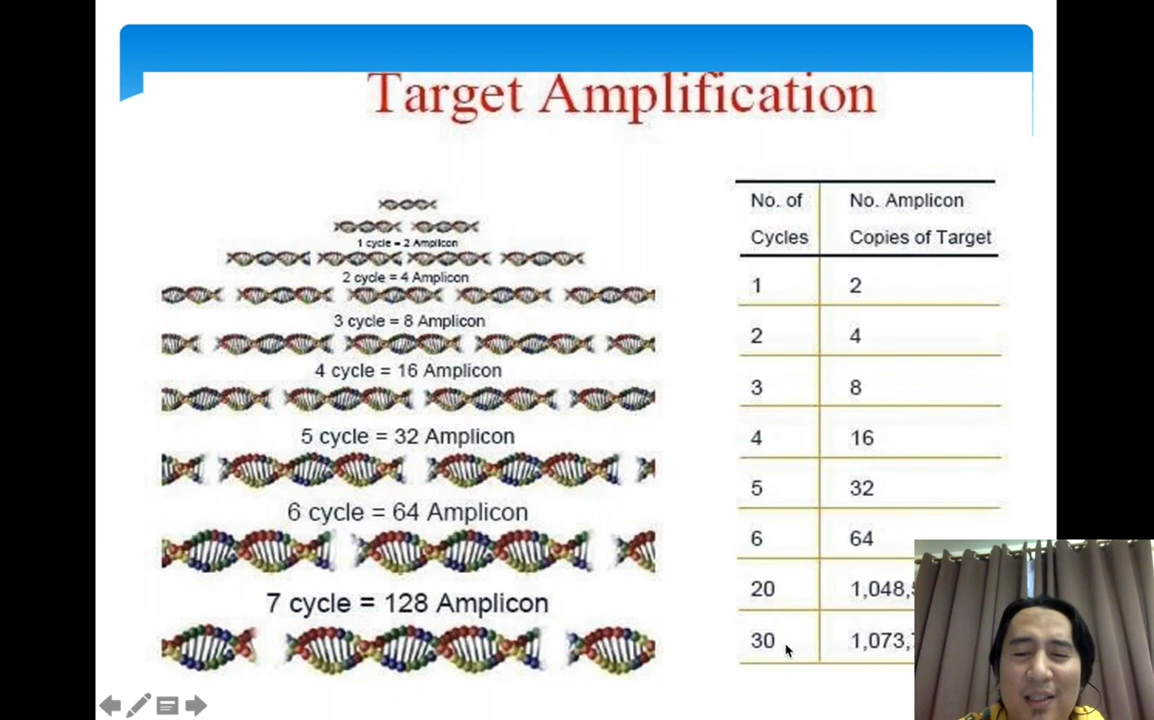 Target Amplification
1 cycle = 2 Amplicon
2 cycle = 4 Amplicon
3 cycle = 8 Amplicon
4 cycle = 16 Amplicon
5 cycle = 32 Amplicon
6 cycle = 64 Amplicon
7 cycle = 128 Amplicon
No. of No. Amplicon
Cycles Copies of Target
1 2
2 4
3 8
4 16
5 32
6 64
20
30